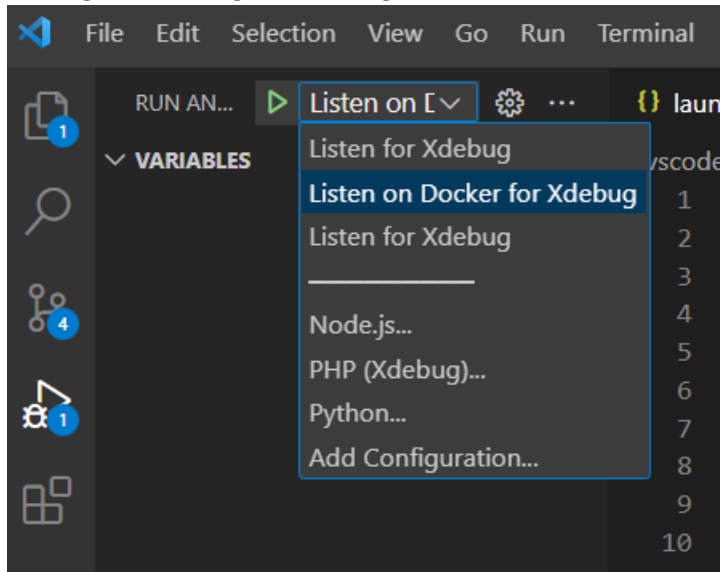 File Edit Selection View Go Run Terminal
RUN AN... Listen on D ...
{} laun
1
VARIABLES
Listen for Xdebug
vscode
Listen on Docker for Xdebug
1
Listen for Xdebug
2
3
Node.js...
4
4
PHP (Xdebug)...
5
6
Python...
1
7
Add Configuration...
8
9
10